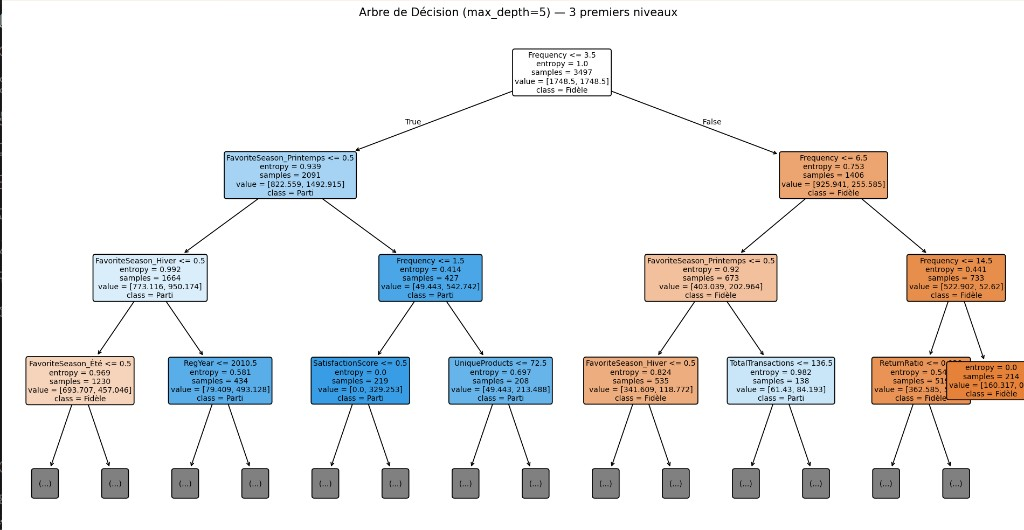 Arbre de Décision (max_depth=5) — 3 premiers niveaux
Frequency <= 3.5
entropy = 1.0
samples = 3497
value = [1748.5, 1748.5]
class = Fidèle
True
False
FavoriteSeason_Printemps <= 0.5
entropy = 0.939
samples = 2091
value = [822.559, 1492.915]
class = Parti
Frequency <= 6.5
entropy = 0.753
samples = 1406
value = [925.941, 255.585]
class = Fidèle
FavoriteSeason_Hiver <= 0.5
entropy = 0.992
samples = 1664
value = [773.116, 950.174]
class = Parti
Frequency <= 1.5
entropy = 0.414
samples = 427
value = [49.443, 542.742]
class = Parti
FavoriteSeason_Printemps <= 0.5
entropy = 0.92
samples = 673
value = [403.039, 202.964]
class = Fidèle
Frequency <= 14.5
entropy = 0.441
samples = 733
value = [522.902, 52.62]
class = Fidèle
FavoriteSeason_Été <= 0.5
entropy = 0.969
samples = 1230
value = [693.707, 457.046]
class = Fidèle
RegYear <= 2010.5
entropy = 0.581
samples = 434
value = [79.409, 493.128]
class = Parti
SatisfactionScore <= 0.5
entropy = 0.0
samples = 219
value = [0.0, 329.253]
class = Parti
UniqueProducts <= 72.5
entropy = 0.697
samples = 208
value = [49.443, 213.488]
class = Parti
FavoriteSeason_Hiver <= 0.5
entropy = 0.824
samples = 535
value = [341.609, 118.772]
class = Fidèle
TotalTransactions <= 136.5
entropy = 0.982
samples = 138
value = [61.43, 84.193]
class = Parti
ReturnRatio <=
entropy =
samples =
value = [362.585,
class = Fidèle
entropy = 0.0
samples = 214
value = [160.317, 0
class = Fidèle
(...)
(...)
(...)
(...)
(...)
(...)
(...)
(...)
(...)
(...)
(...)
(...)
(...)
(...)